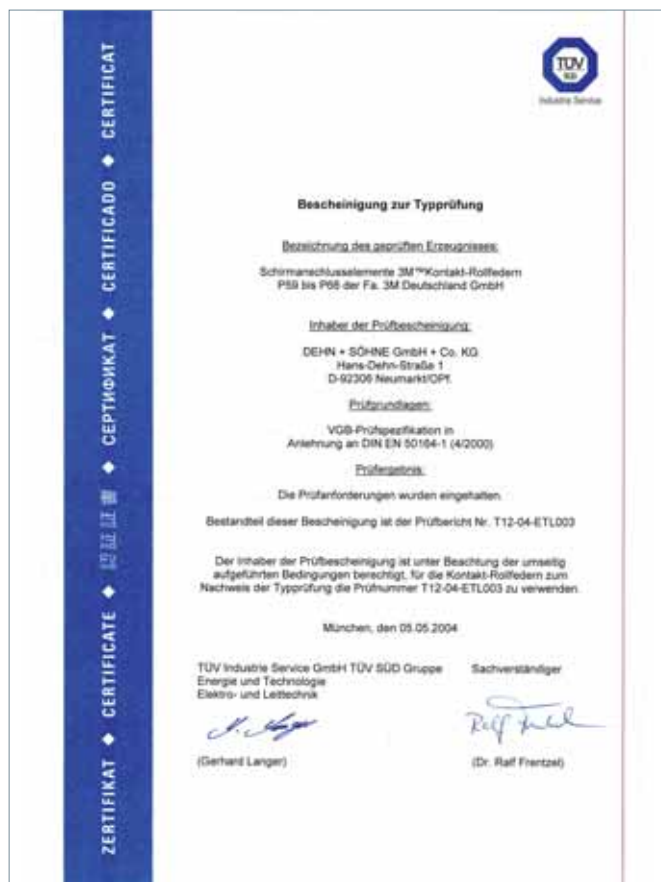 ZERTIFIKAT ◆ CERTIFICATE ◆ 認証証書 ◆ СЕРТИФИКАТ ◆ CERTIFICADO ◆ CERTIFICAT
TÜV
SÜD
Industrie Service
Bescheinigung zur Typprüfung
Bezeichnung des geprüften Erzeugnisses:
Schirmanschlusselemente 3M™Kontakt-Rollfedern
P59 bis P66 der Fa. 3M Deutschland GmbH
Inhaber der Prüfbescheinigung:
DEHN + SÖHNE GmbH + Co. KG
Hans-Dehn-Straße 1
D-92306 Neumarkt/OPf.
Prüfgrundlagen:
VGB-Prüfspezifikation in
Anlehnung an DIN EN 50164-1 (4/2000)
Prüfergebnis:
Die Prüfanforderungen wurden eingehalten.
Bestandteil dieser Bescheinigung ist der Prüfbericht Nr. T12-04-ETL003
Der Inhaber der Prüfbescheinigung ist unter Beachtung der umseitig
aufgeführten Bedingungen berechtigt, für die Kontakt-Rollfedern zum
Nachweis der Typprüfung die Prüfnummer T12-04-ETL003 zu verwenden.
München, den 05.05.2004
TÜV Industrie Service GmbH TÜV SÜD Gruppe
Energie und Technologie
Elektro- und Leittechnik
Sachverständiger
(Gerhard Langer)
(Dr. Ralf Frentzel)